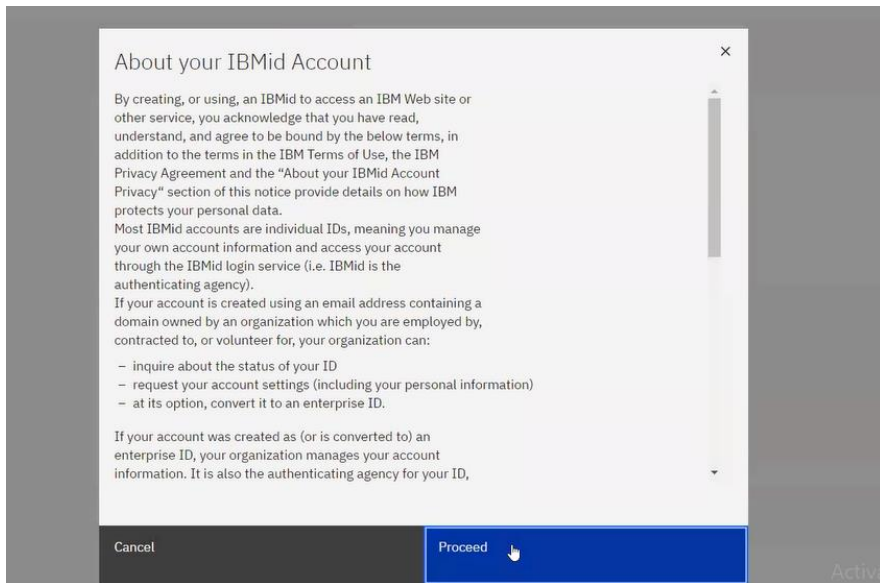 About your IBMid Account
By creating, or using, an IBMid to access an IBM Web site or
other service, you acknowledge that you have read,
understand, and agree to be bound by the below terms, in
addition to the terms in the IBM Terms of Use, the IBM
Privacy Agreement and the “About your IBMid Account
Privacy“ section of this notice provide details on how IBM
protects your personal data.
Most IBMid accounts are individual IDs, meaning you manage
your own account information and access your account
through the IBMid login service (i.e. IBMid is the
authenticating agency).
If your account is created using an email address containing a
domain owned by an organization which you are employed by,
contracted to, or volunteer for, your organization can:
– inquire about the status of your ID
– request your account settings (including your personal information)
– at its option, convert it to an enterprise ID.
If your account was created as (or is converted to) an
enterprise ID, your organization manages your account
information. It is also the authenticating agency for your ID,
Cancel
Proceed